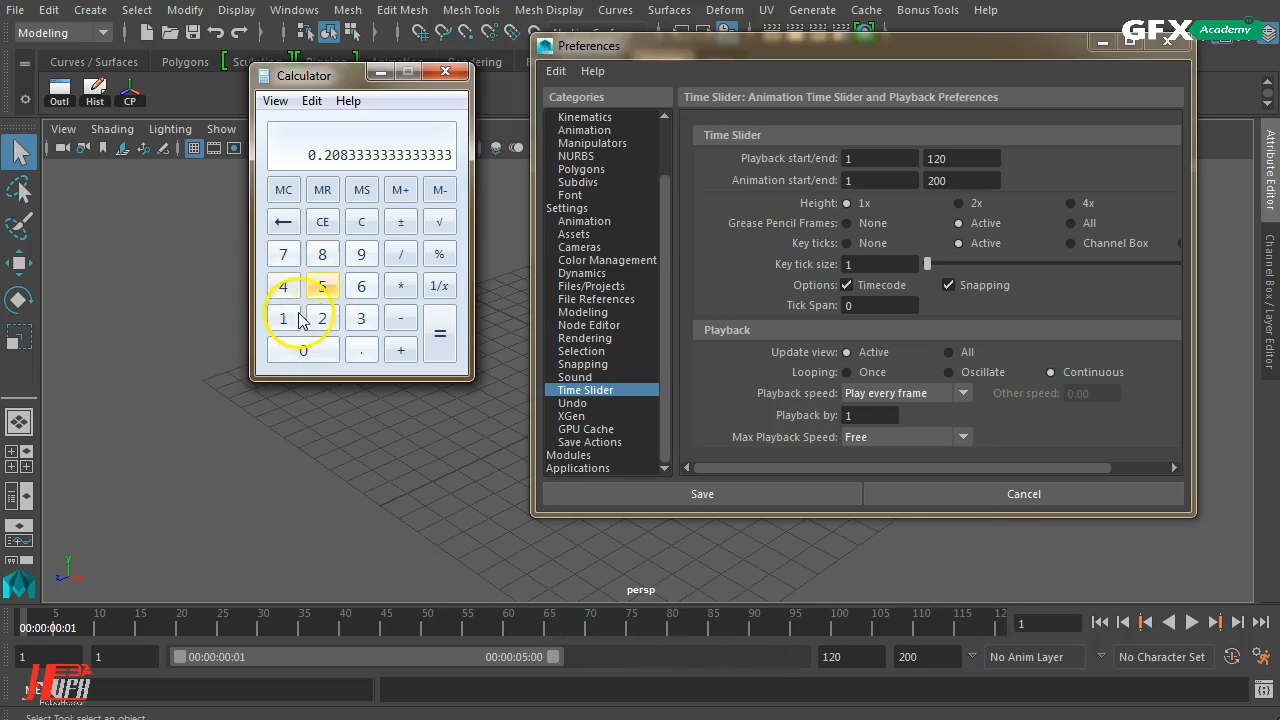 File Edit Create Select Modify Display Windows Mesh Edit Mesh Mesh Tools Mesh Display Curves Surfaces Deform UV Generate Cache Bonus Tools Help
GFX Academy
Modeling
Curves / Surfaces Polygons
Outl Hist CP
View Shading Lighting Show
Calculator
View Edit Help
0.2083333333333333
MC MR MS M+ M-
← CE C ± √
7 8 9 / %
4 5 6 * 1/x
1 2 3 - =
0 . +
Preferences
Edit Help
Categories
Kinematics
Animation
Manipulators
NURBS
Polygons
Subdivs
Font
Settings
Animation
Assets
Cameras
Color Management
Dynamics
Files/Projects
File References
Modeling
Node Editor
Rendering
Selection
Snapping
Sound
Time Slider
Undo
XGen
GPU Cache
Save Actions
Modules
Applications
Time Slider: Animation Time Slider and Playback Preferences
Time Slider
Playback start/end: 1 120
Animation start/end: 1 200
Height: 1x 2x 4x
Grease Pencil Frames: None Active All
Key ticks: None Active Channel Box
Key tick size: 1
Options: Timecode Snapping
Tick Span: 0
Playback
Update view: Active All
Looping: Once Oscillate Continuous
Playback speed: Play every frame Other speed: 0.00
Playback by: 1
Max Playback Speed: Free
Save Cancel
Attribute Editor
Channel Box / Layer Editor
y
z x
persp
5 10 15 20 25 30 35 40 45 50 55 60 65 70 75 80 85 90 95 100 105 110 115 12
00:00:00:01
1
1 1 00:00:00:01 00:00:05:00 120 200 No Anim Layer No Character Set
Select Tool: select an object